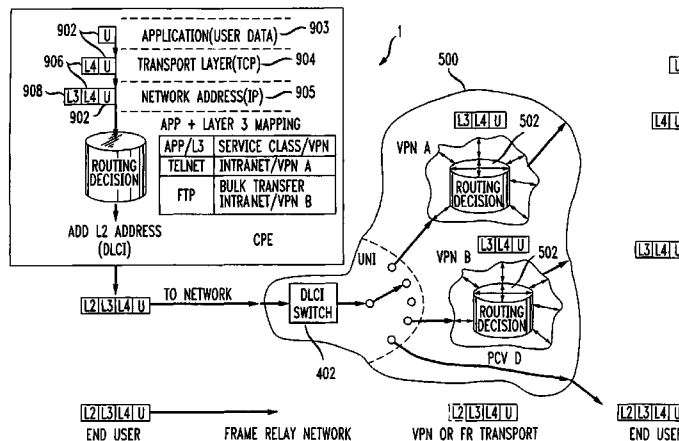 902
U
APPLICATION(USER DATA)
903
906
L4 U
TRANSPORT LAYER(TCP)
904
908
L3 L4 U
NETWORK ADDRESS(IP)
905
902
APP + LAYER 3 MAPPING
APP/L3 SERVICE CLASS/VPN
TELNET INTRANET/VPN A
FTP BULK TRANSFER
INTRANET/VPN B
ROUTING
DECISION
ADD L2 ADDRESS
(DLCI)
CPE
1
500
L3 L4 U
502
VPN A
ROUTING
DECISION
UNI
L3 L4 U
502
VPN B
ROUTING
DECISION
PCV D
L2 L3 L4 U
TO NETWORK
DLCI
SWITCH
402
L
L4 U
L3 L4 U
L2 L3 L4 U
END USER
FRAME RELAY NETWORK
L2 L3 L4 U
VPN OR FR TRANSPORT
L2 L3 L4 U
END USER